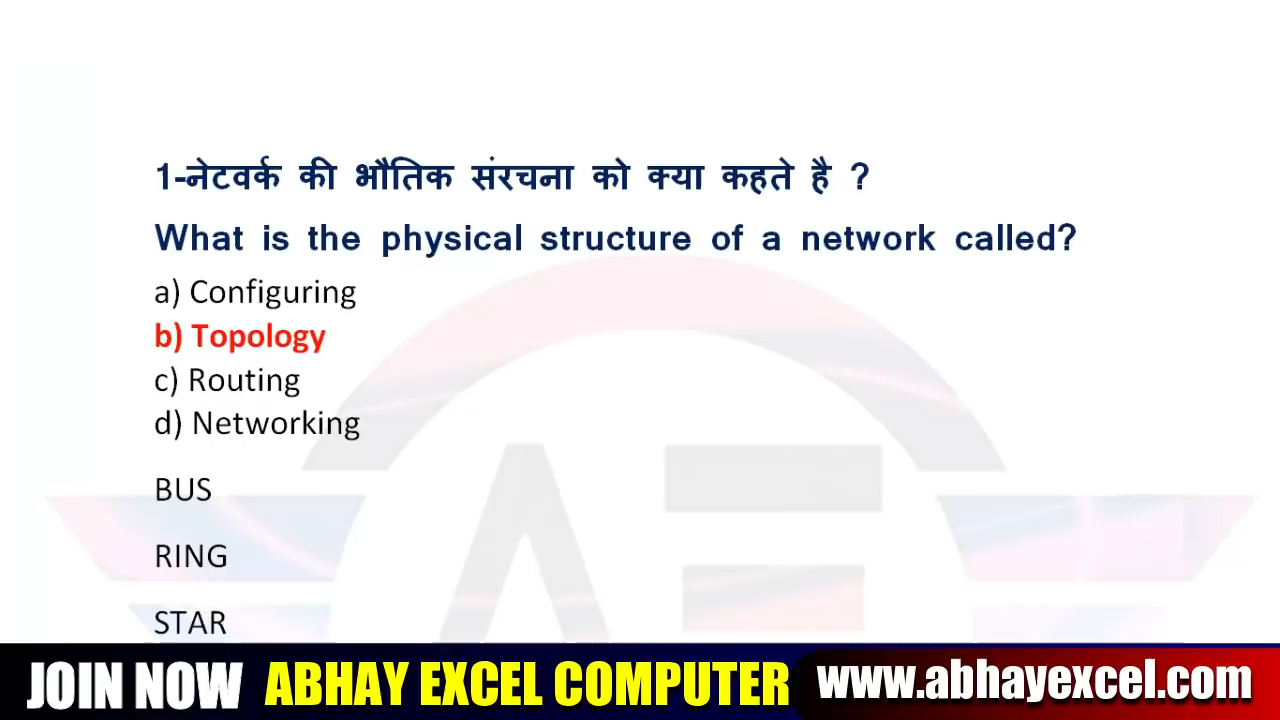 1-नेटवर्क की भौतिक संरचना को क्या कहते है ?
What is the physical structure of a network called?
a) Configuring
b) Topology
c) Routing
d) Networking
BUS
RING
STAR
JOIN NOW ABHAY EXCEL COMPUTER www.abhayexcel.com